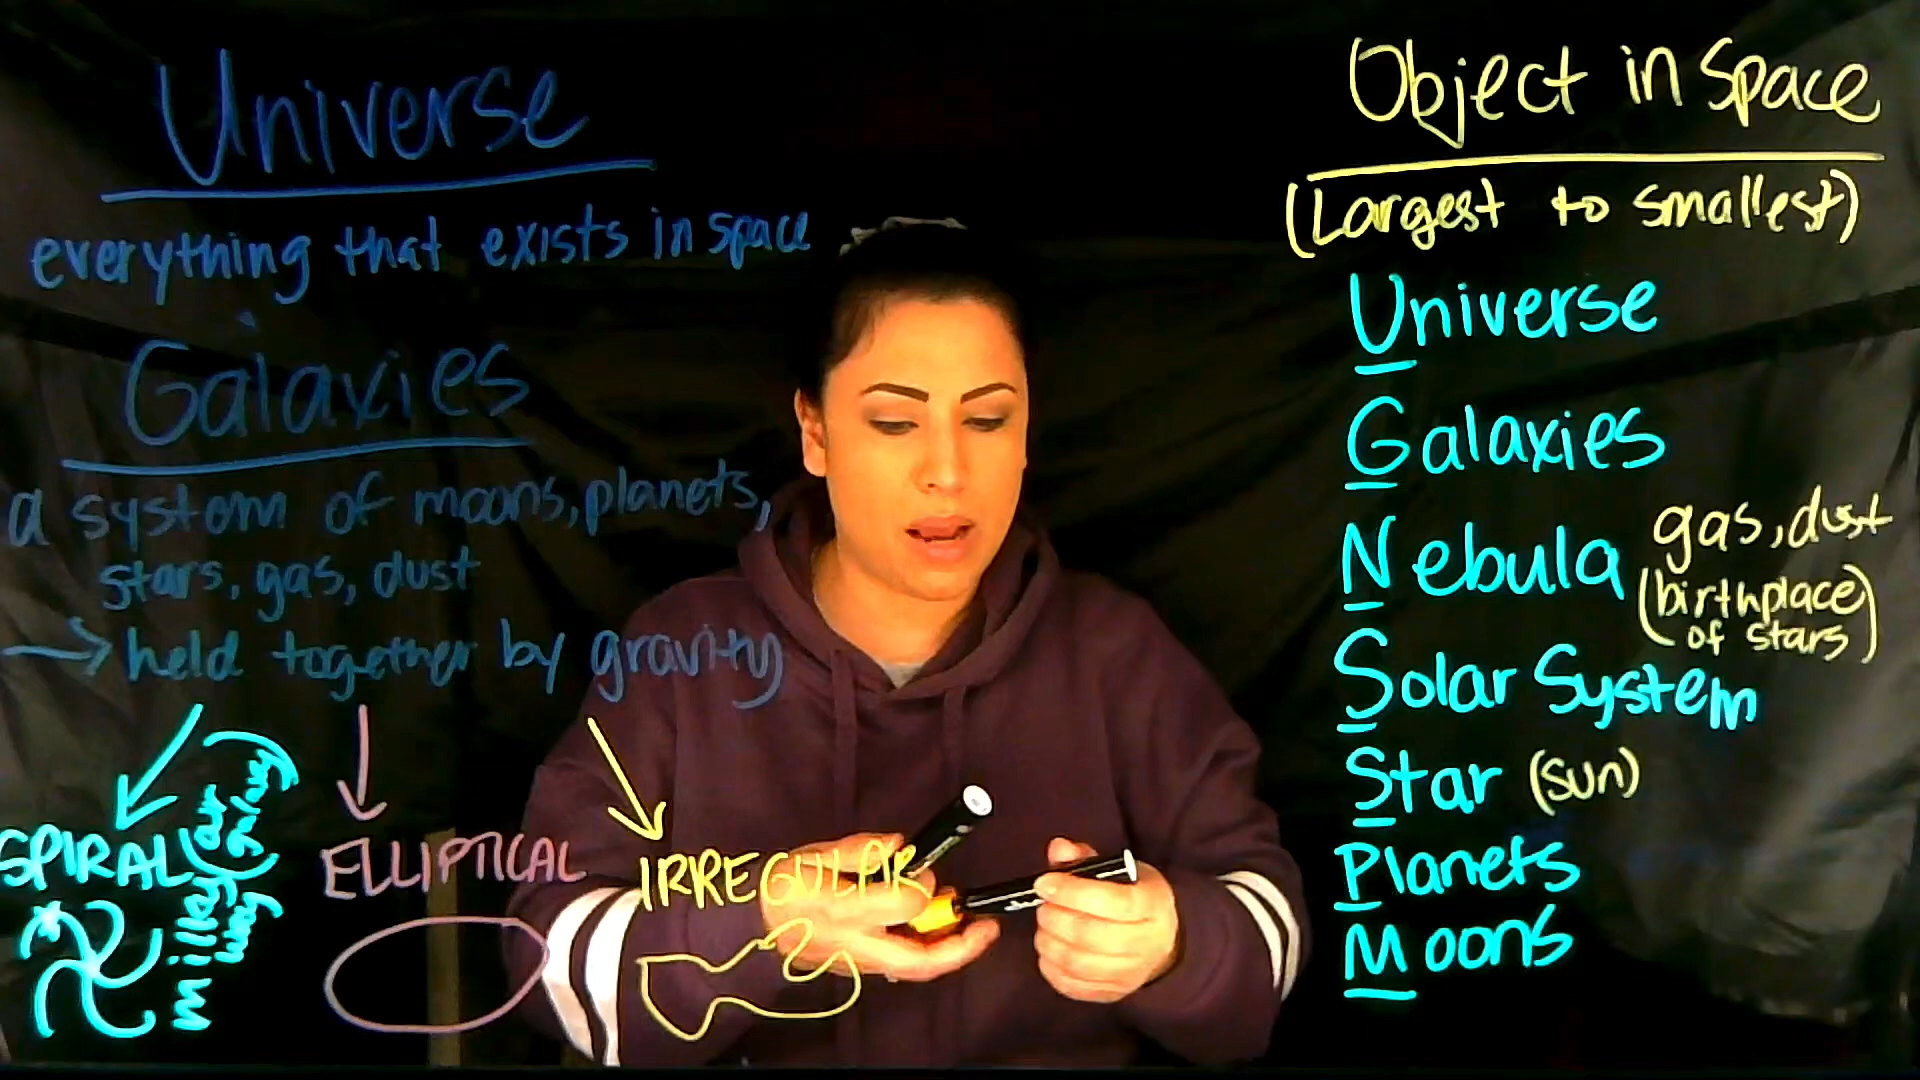 Universe
everything that exists in space
Galaxies
a system of moons, planets,
stars, gas, dust
→ held together by gravity
SPIRAL
milky way
(our galaxy)
ELLIPTICAL
IRREGULAR
Object in Space
(Largest to smallest)
Universe
Galaxies
Nebula
gas, dust
(birthplace
of stars)
Solar System
Star (sun)
Planets
Moons